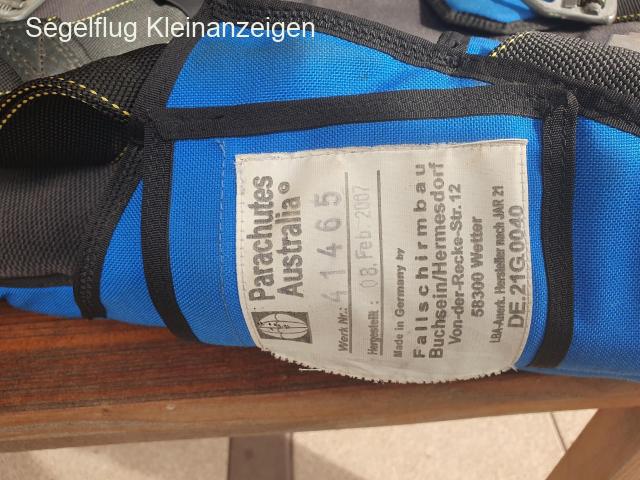 Segelflug Kleinanzeigen
Parachutes
Australia ©
Werk Nr.: 41465
Hergestellt: 08, Feb. 2007
Made in Germany by
Fallschirmbau
Buchsein/Hermesdorf
Von-der-Recke-Str. 12
58300 Wetter
LBA-Anerk. Hersteller nach JAR 21
DE.21G.0040